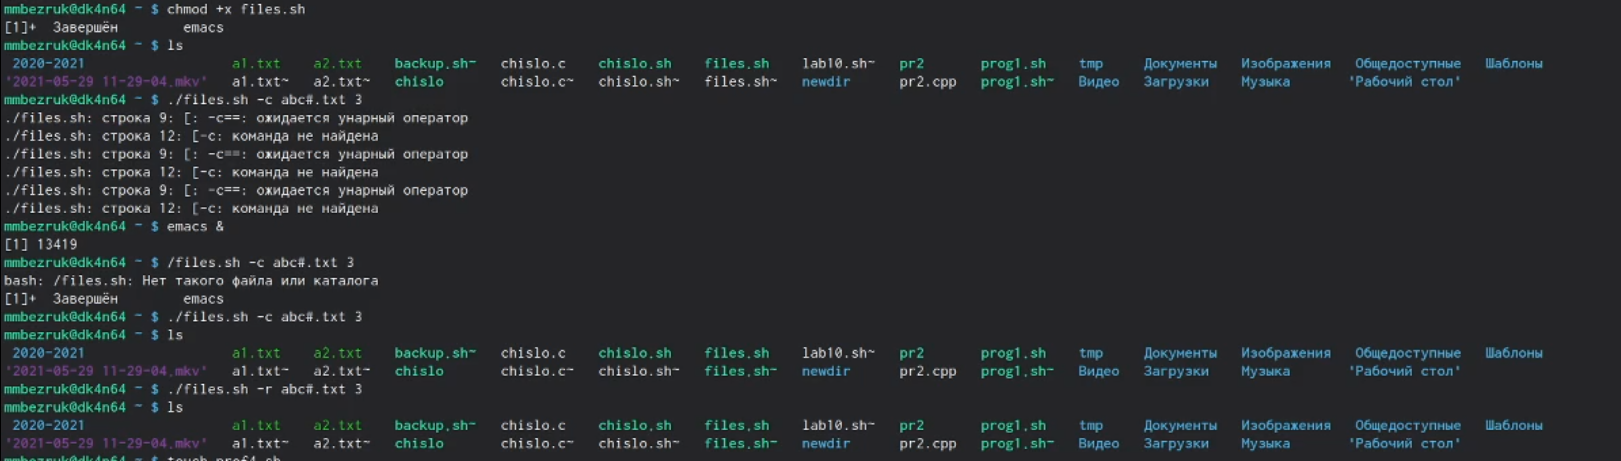 mmbezruk@dk4n64 ~ $ chmod +x files.sh
[1]+  Завершён        emacs
mmbezruk@dk4n64 ~ $ ls
 2020-2021                  a1.txt    a2.txt    backup.sh~  chislo.c   chislo.sh   files.sh   lab10.sh~  pr2      prog1.sh   tmp    Документы  Изображения  Общедоступные   Шаблоны
'2021-05-29 11-29-04.mkv'   a1.txt~   a2.txt~   chislo      chislo.c~  chislo.sh~  files.sh~  newdir     pr2.cpp  prog1.sh~  Видео  Загрузки   Музыка      'Рабочий стол'
mmbezruk@dk4n64 ~ $ ./files.sh -c abc#.txt 3
./files.sh: строка 9: [: -c==: ожидается унарный оператор
./files.sh: строка 12: [-c: команда не найдена
./files.sh: строка 9: [: -c==: ожидается унарный оператор
./files.sh: строка 12: [-c: команда не найдена
./files.sh: строка 9: [: -c==: ожидается унарный оператор
./files.sh: строка 12: [-c: команда не найдена
mmbezruk@dk4n64 ~ $ emacs &
[1] 13419
mmbezruk@dk4n64 ~ $ /files.sh -c abc#.txt 3
bash: /files.sh: Нет такого файла или каталога
[1]+  Завершён        emacs
mmbezruk@dk4n64 ~ $ ./files.sh -c abc#.txt 3
mmbezruk@dk4n64 ~ $ ls
 2020-2021                  a1.txt    a2.txt    backup.sh~  chislo.c   chislo.sh   files.sh   lab10.sh~  pr2      prog1.sh   tmp    Документы  Изображения  Общедоступные   Шаблоны
'2021-05-29 11-29-04.mkv'   a1.txt~   a2.txt~   chislo      chislo.c~  chislo.sh~  files.sh~  newdir     pr2.cpp  prog1.sh~  Видео  Загрузки   Музыка      'Рабочий стол'
mmbezruk@dk4n64 ~ $ ./files.sh -r abc#.txt 3
mmbezruk@dk4n64 ~ $ ls
 2020-2021                  a1.txt    a2.txt    backup.sh~  chislo.c   chislo.sh   files.sh   lab10.sh~  pr2      prog1.sh   tmp    Документы  Изображения  Общедоступные   Шаблоны
'2021-05-29 11-29-04.mkv'   a1.txt~   a2.txt~   chislo      chislo.c~  chislo.sh~  files.sh~  newdir     pr2.cpp  prog1.sh~  Видео  Загрузки   Музыка      'Рабочий стол'
mmbezruk@dk4n64 ~ $ touch